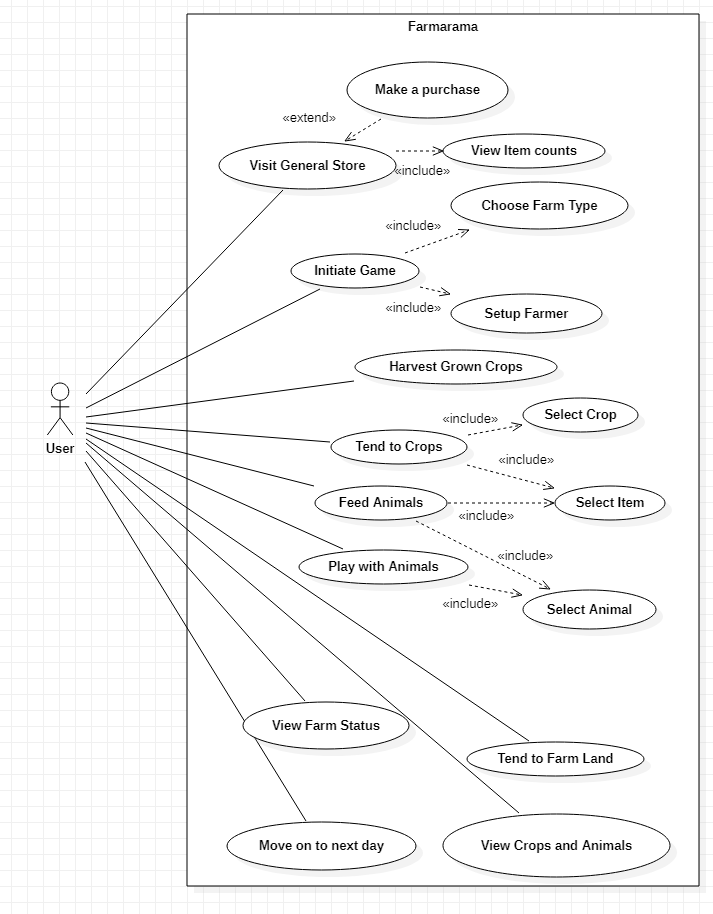 Farmarama
Make a purchase
«extend»
Visit General Store
View Item counts
«include»
Choose Farm Type
«include»
Initiate Game
«include»
Setup Farmer
Harvest Grown Crops
Select Crop
«include»
User
Tend to Crops
«include»
Feed Animals
Select Item
«include»
«include»
Play with Animals
«include»
Select Animal
View Farm Status
Tend to Farm Land
Move on to next day
View Crops and Animals